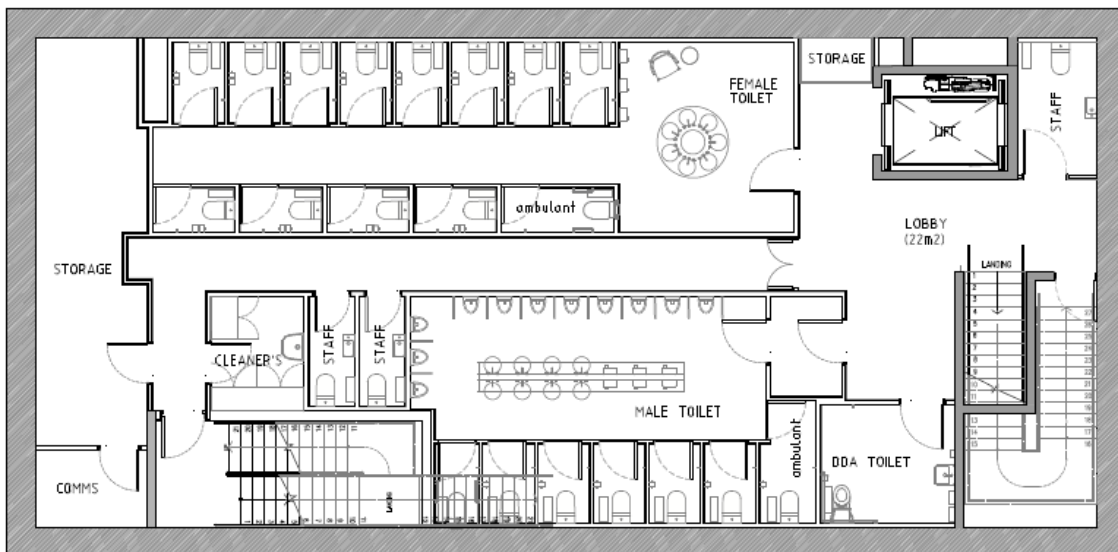 STORAGE
FEMALE
TOILET
LIFT
STAFF
ambulant
LOBBY
(22m2)
LANDING
STORAGE
CLEANER'S
STAFF
STAFF
MALE TOILET
ambulant
DDA TOILET
COMMS
LANDING